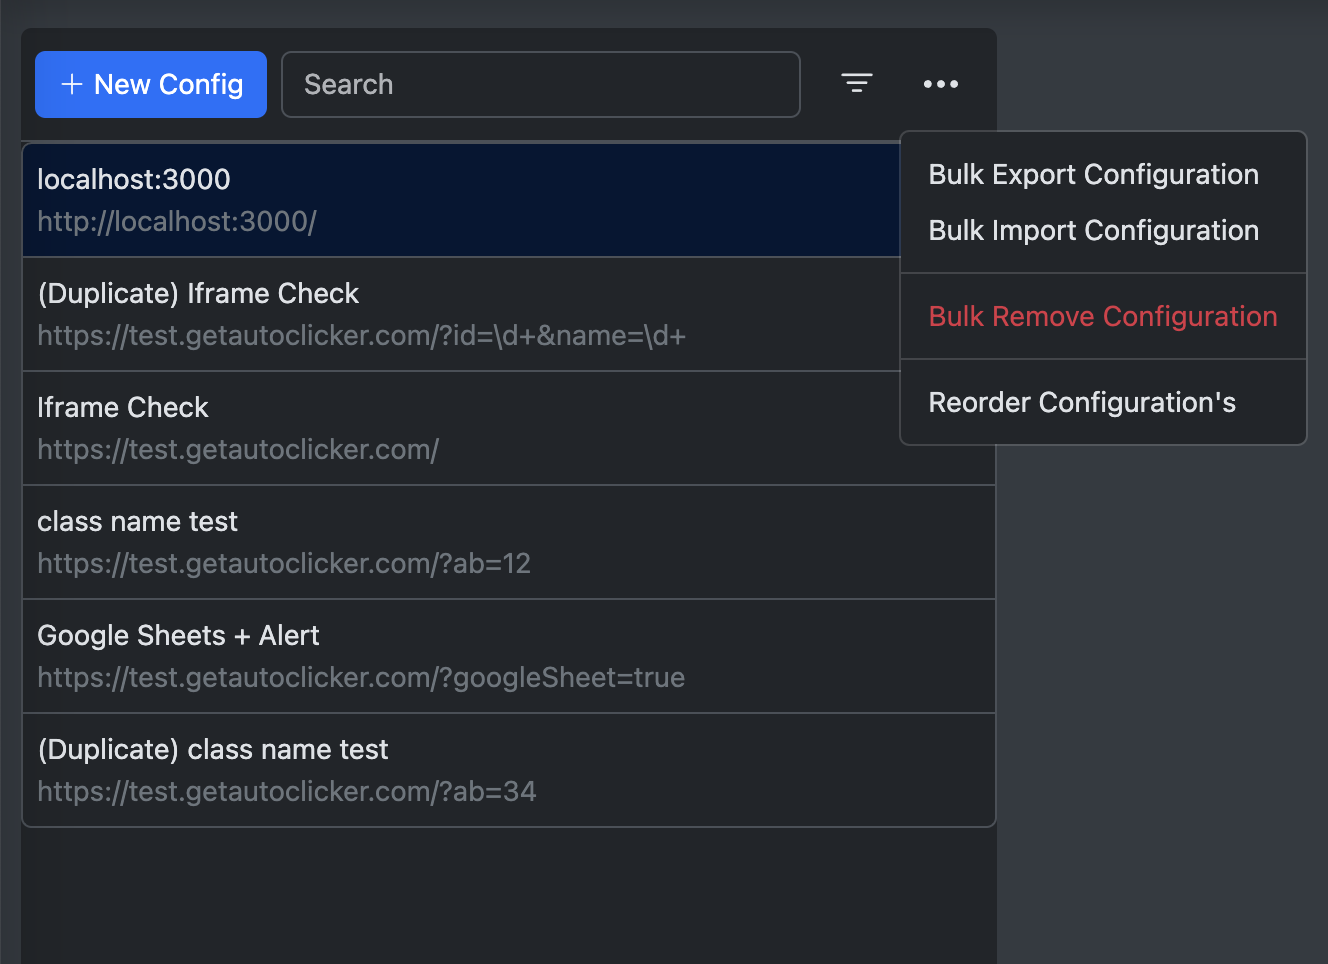 + New Config
Search
localhost:3000
http://localhost:3000/
(Duplicate) Iframe Check
https://test.getautoclicker.com/?id=\d+&name=\d+
Iframe Check
https://test.getautoclicker.com/
class name test
https://test.getautoclicker.com/?ab=12
Google Sheets + Alert
https://test.getautoclicker.com/?googleSheet=true
(Duplicate) class name test
https://test.getautoclicker.com/?ab=34
Bulk Export Configuration
Bulk Import Configuration
Bulk Remove Configuration
Reorder Configuration's